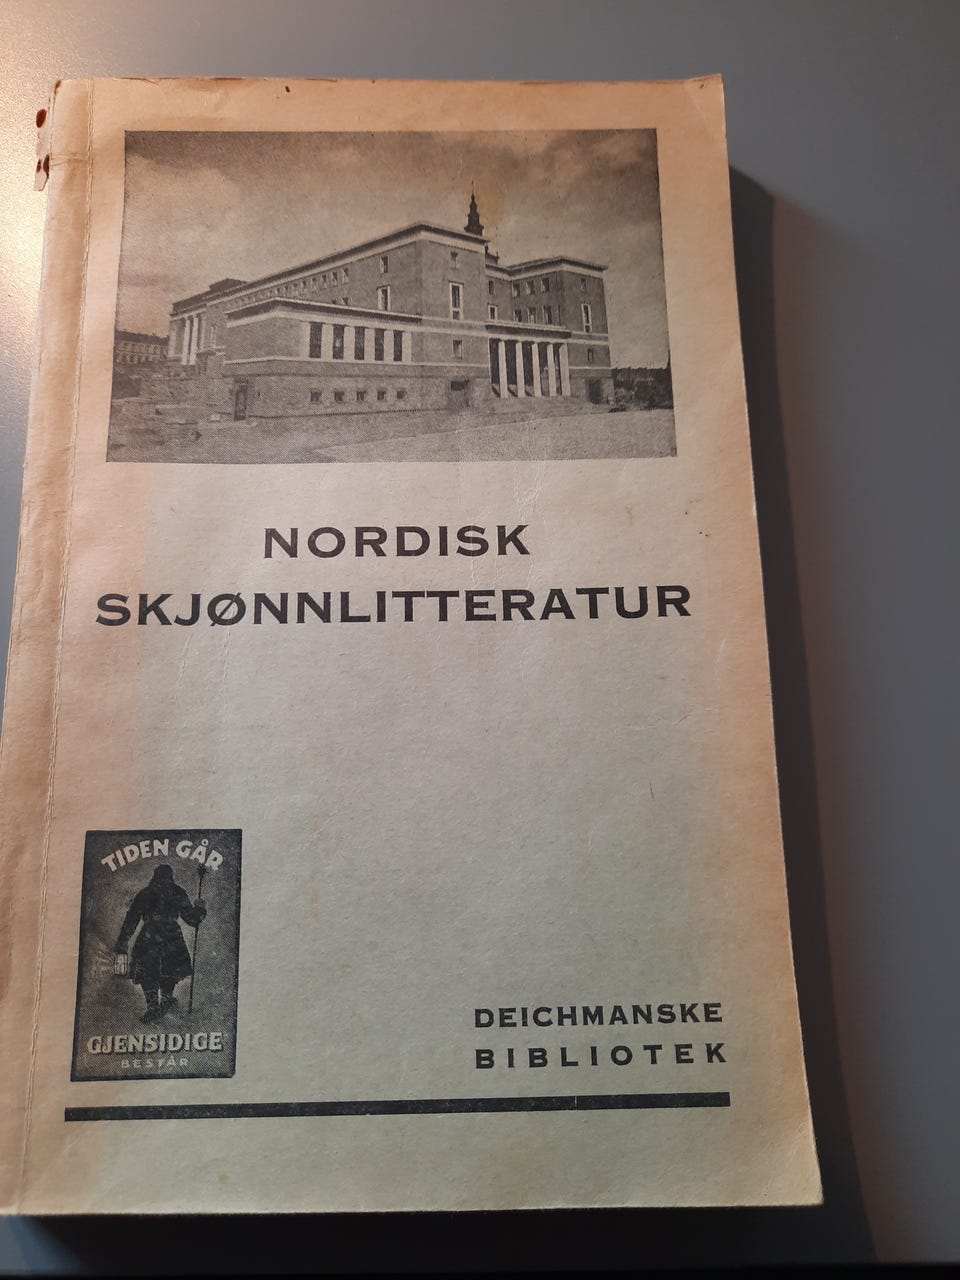 NORDISK
SKJØNNLITTERATUR
TIDEN GÅR
GJENSIDIGE
BESTÅR
DEICHMANSKE
BIBLIOTEK